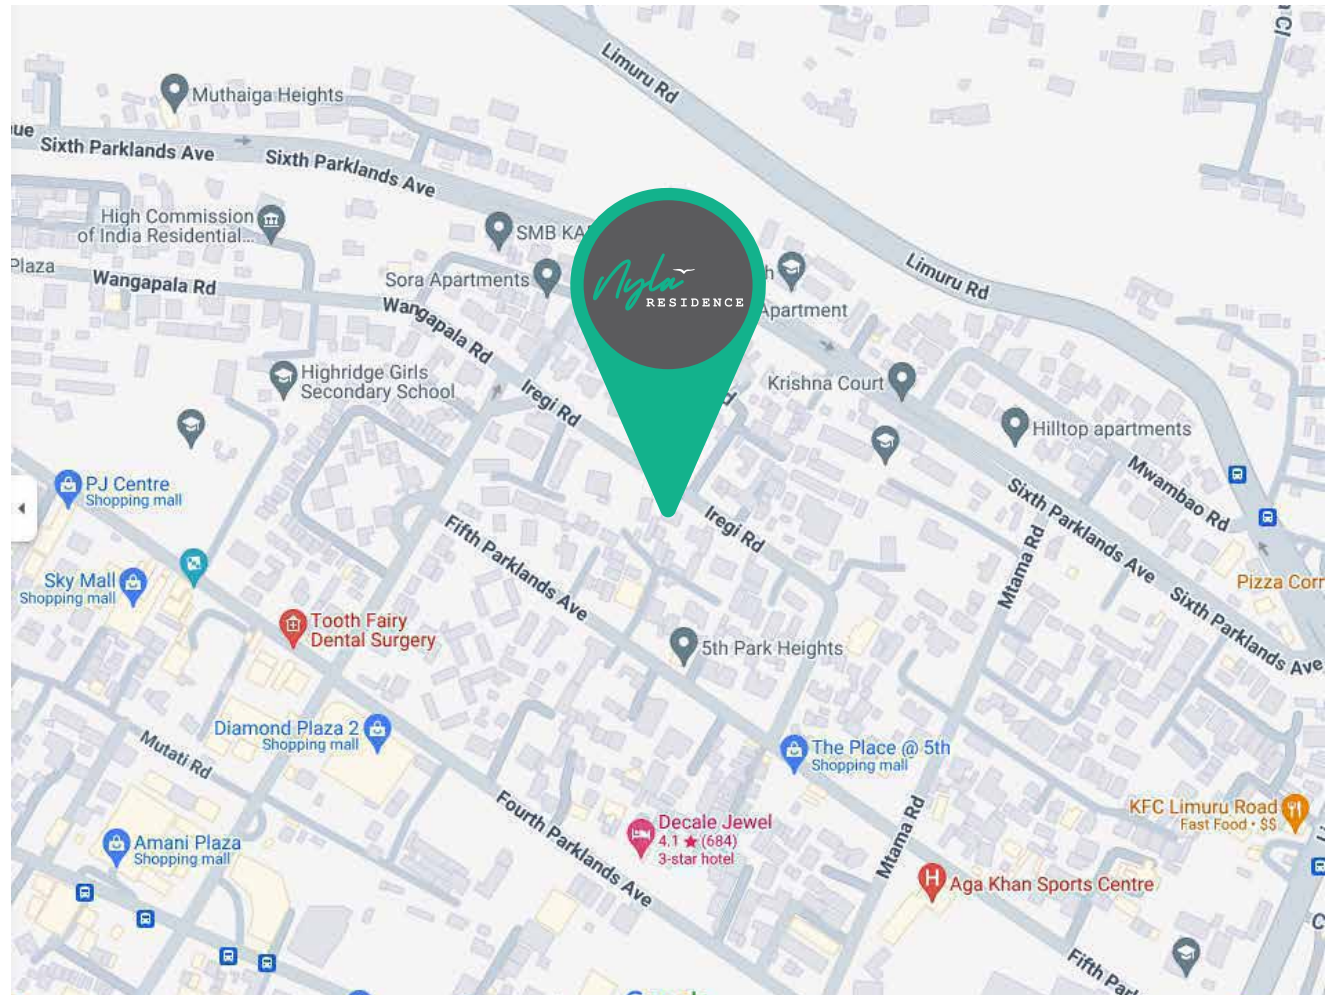 Limuru Rd
Muthaiga Heights
ue
Sixth Parklands Ave
Sixth Parklands Ave
High Commission
of India Residential...
SMB KA
Plaza
Wangapala Rd
Sora Apartments
Wangapala Rd
Nyla
RESIDENCE
h
Apartment
Limuru Rd
Highridge Girls
Secondary School
Iregi Rd
Krishna Court
Hilltop apartments
Mwambao Rd
PJ Centre
Shopping mall
Fifth Parklands Ave
Iregi Rd
Sixth Parklands Ave
Mtama Rd
Sky Mall
Shopping mall
Pizza Corn
Sixth Parklands Ave
Tooth Fairy
Dental Surgery
5th Park Heights
Diamond Plaza 2
Shopping mall
Mutati Rd
The Place @ 5th
Shopping mall
Fourth Parklands Ave
Mtama Rd
KFC Limuru Road
Fast Food • $$
Decale Jewel
4.1 ★ (684)
3-star hotel
Amani Plaza
Shopping mall
H
Aga Khan Sports Centre
Fifth Par